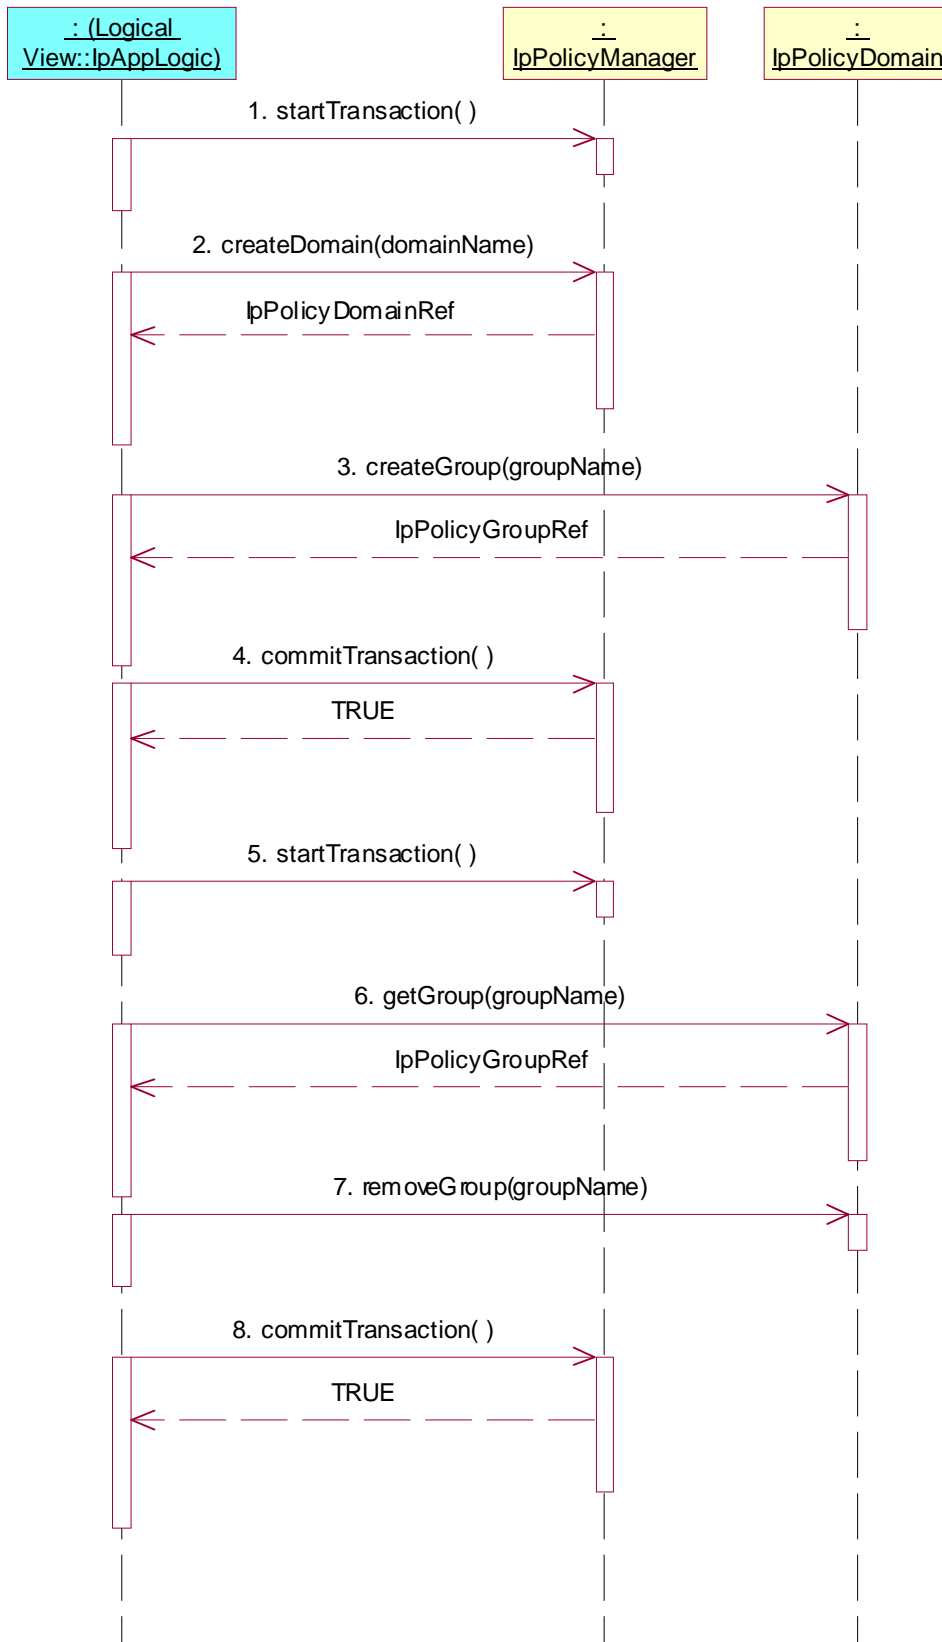 : (Logical
View::IpAppLogic)
:
IpPolicyManager
:
IpPolicyDomain
1. startTransaction( )
2. createDomain(domainName)
IpPolicyDomainRef
3. createGroup(groupName)
IpPolicyGroupRef
4. commitTransaction( )
TRUE
5. startTransaction( )
6. getGroup(groupName)
IpPolicyGroupRef
7. removeGroup(groupName)
8. commitTransaction( )
TRUE